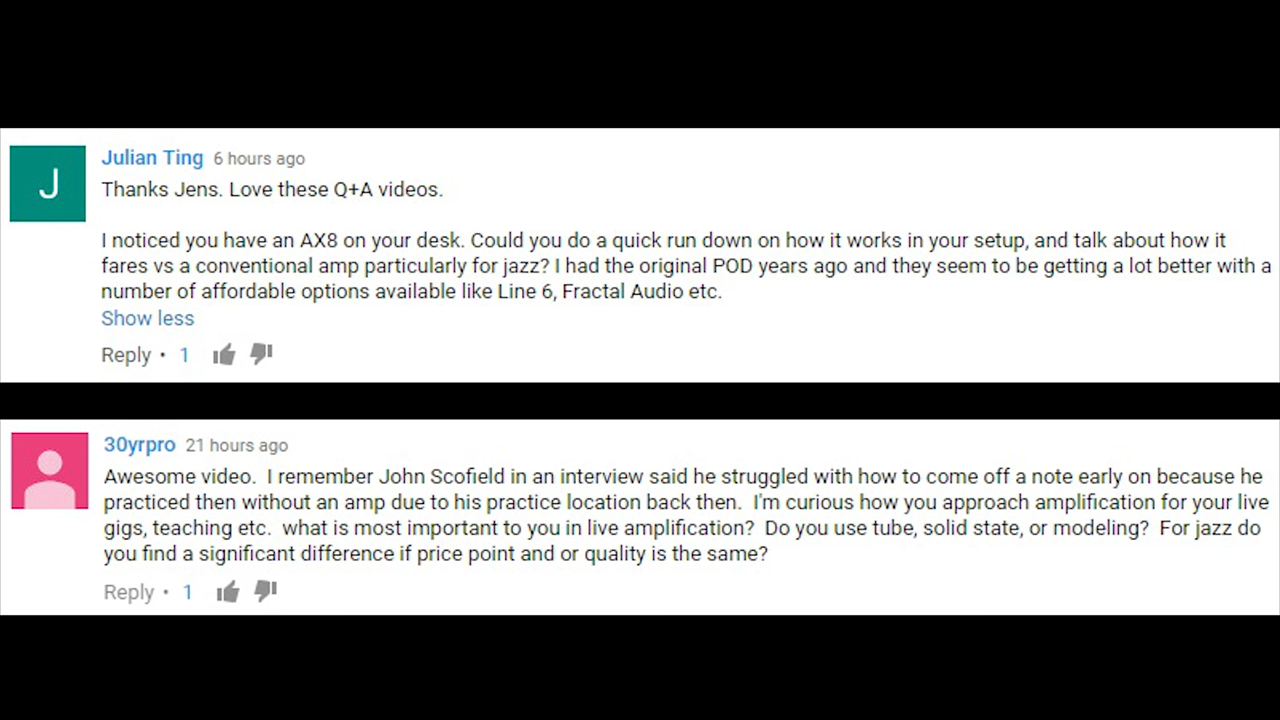 J
Julian Ting 6 hours ago
Thanks Jens. Love these Q+A videos.
I noticed you have an AX8 on your desk. Could you do a quick run down on how it works in your setup, and talk about how it
fares vs a conventional amp particularly for jazz? I had the original POD years ago and they seem to be getting a lot better with a
number of affordable options available like Line 6, Fractal Audio etc.
Show less
Reply • 1
30yrpro 21 hours ago
Awesome video.  I remember John Scofield in an interview said he struggled with how to come off a note early on because he
practiced then without an amp due to his practice location back then.  I'm curious how you approach amplification for your live
gigs, teaching etc.  what is most important to you in live amplification?  Do you use tube, solid state, or modeling?  For jazz do
you find a significant difference if price point and or quality is the same?
Reply • 1